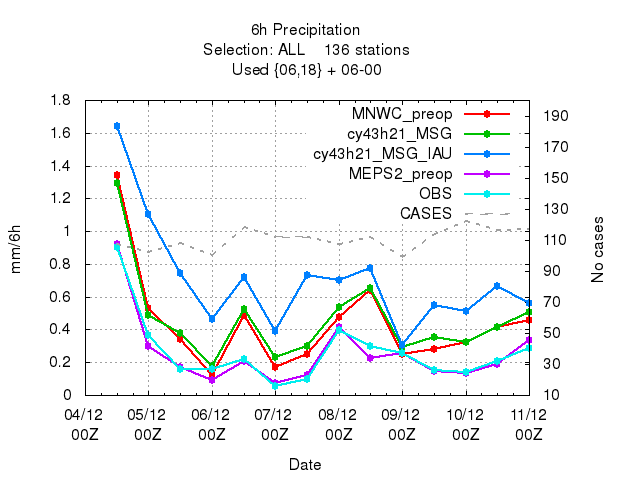 6h Precipitation
Selection: ALL    136 stations
Used {06,18} + 06-00
1.8
1.6
1.4
1.2
1
0.8
0.6
0.4
0.2
0
mm/6h
MNWC_preop
cy43h21_MSG
cy43h21_MSG_IAU
MEPS2_preop
OBS
CASES
190
170
150
130
110
90
70
50
30
10
No cases
04/12 05/12 06/12 07/12 08/12 09/12 10/12 11/12
00Z 00Z 00Z 00Z 00Z 00Z 00Z 00Z
Date